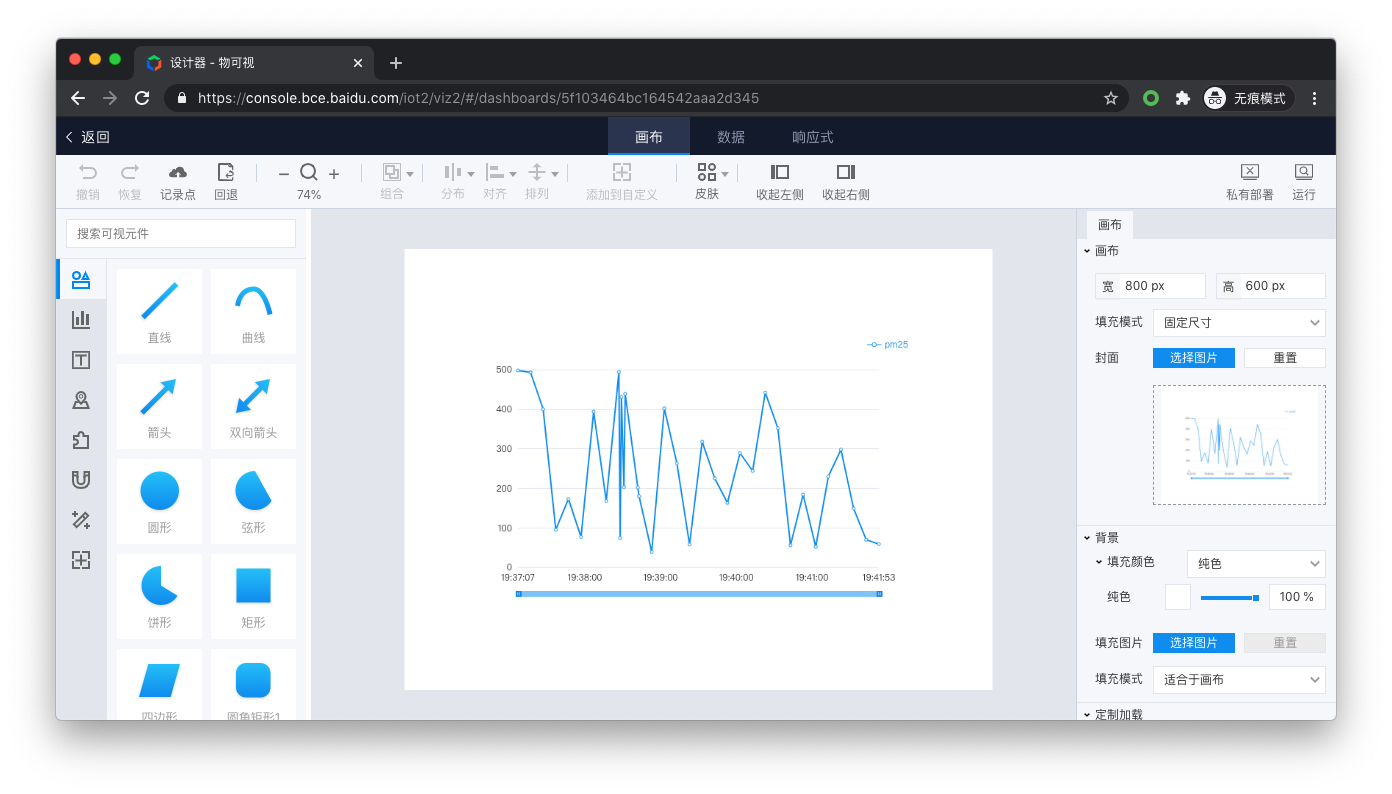 设计器 - 物可视
https://console.bce.baidu.com/iot2/viz2/#/dashboards/5f103464bc164542aaa2d345
无痕模式
返回
画布
数据
响应式
撤销
恢复
记录点
回退
74%
组合
分布
对齐
排列
添加到自定义
皮肤
收起左侧
收起右侧
私有部署
运行
搜索可视元件
直线
曲线
箭头
双向箭头
圆形
弦形
饼形
矩形
四边形
圆角矩形1
pm25
500
400
300
200
100
0
19:37:07
19:38:00
19:39:00
19:40:00
19:41:00
19:41:53
画布
画布
宽 800 px
高 600 px
填充模式 固定尺寸
封面 选择图片 重置
背景
填充颜色 纯色
纯色 100 %
填充图片 选择图片 重置
填充模式 适合于画布
定制加载